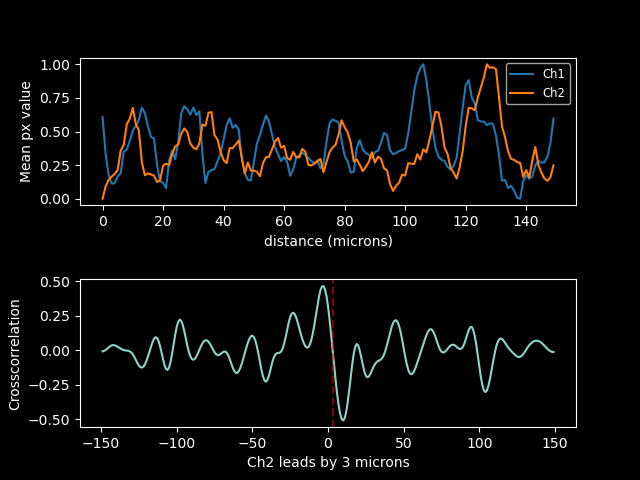 1.00
0.75
0.50
0.25
0.00
Mean px value
Ch1
Ch2
0 20 40 60 80 100 120 140
distance (microns)
0.50
0.25
0.00
−0.25
−0.50
Crosscorrelation
−150 −100 −50 0 50 100 150
Ch2 leads by 3 microns